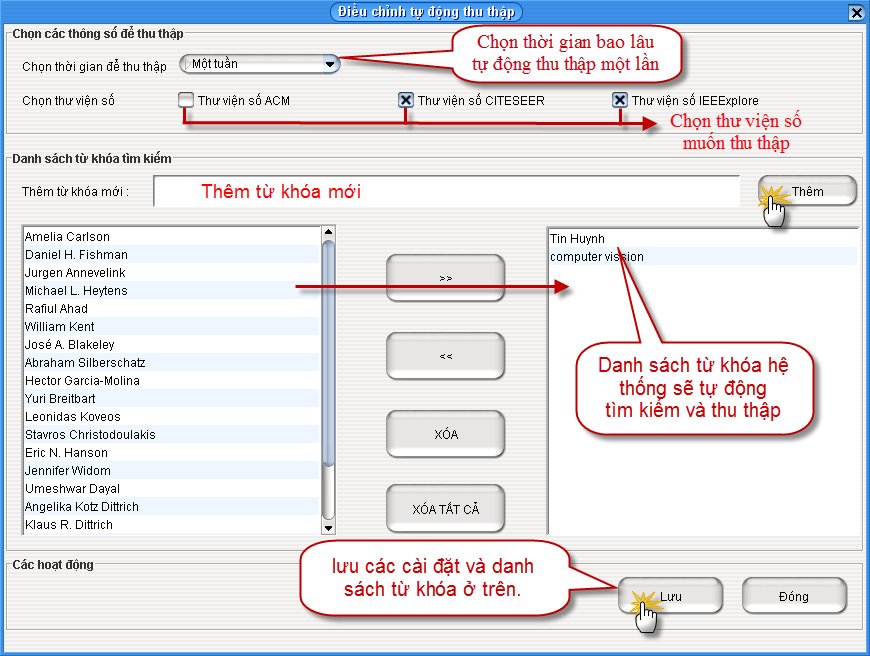 Điều chỉnh tự động thu thập
Chọn các thông số để thu thập
Chọn thời gian để thu thập
Một tuần
Chọn thời gian bao lâu
tự động thu thập một lần
Chọn thư viện số
Thư viện số ACM
Thư viện số CITESEER
Thư viện số IEEExplore
Chọn thư viện số
muốn thu thập
Danh sách từ khóa tìm kiếm
Thêm từ khóa mới :
Thêm từ khóa mới
Thêm
Amelia Carlson
Daniel H. Fishman
Jurgen Annevelink
Michael L. Heytens
Rafiul Ahad
William Kent
José A. Blakeley
Abraham Silberschatz
Hector Garcia-Molina
Yuri Breitbart
Leonidas Koveos
Stavros Christodoulakis
Eric N. Hanson
Jennifer Widom
Umeshwar Dayal
Angelika Kotz Dittrich
Klaus R. Dittrich
>>
<<
XÓA
XÓA TẤT CẢ
Tin Huynh
computer vission
Danh sách từ khóa hệ
thống sẽ tự động
tìm kiếm và thu thập
Các hoạt động
lưu các cài đặt và danh
sách từ khóa ở trên.
Lưu
Đóng